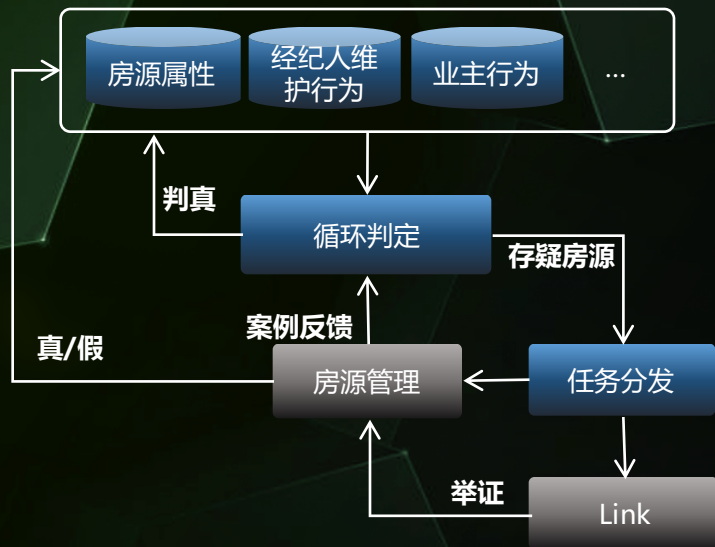 房源属性
经纪人维
护行为
业主行为
...
判真
循环判定
存疑房源
案例反馈
真/假
房源管理
任务分发
举证
Link